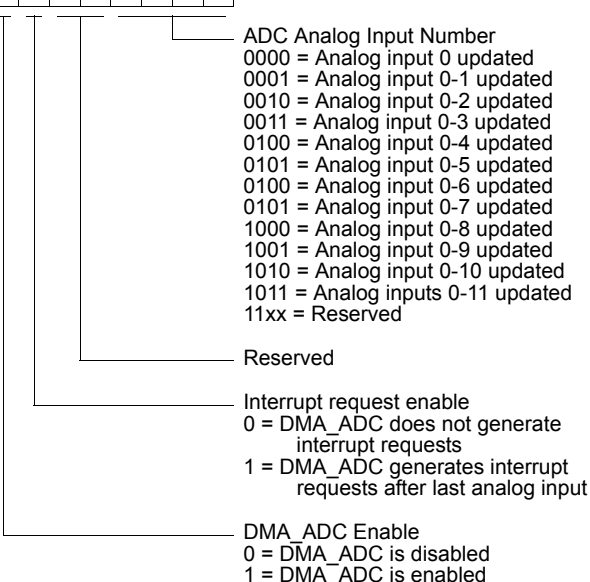 ADC Analog Input Number
0000 = Analog input 0 updated
0001 = Analog input 0-1 updated
0010 = Analog input 0-2 updated
0011 = Analog input 0-3 updated
0100 = Analog input 0-4 updated
0101 = Analog input 0-5 updated
0100 = Analog input 0-6 updated
0101 = Analog input 0-7 updated
1000 = Analog input 0-8 updated
1001 = Analog input 0-9 updated
1010 = Analog input 0-10 updated
1011 = Analog inputs 0-11 updated
11xx = Reserved
Reserved
Interrupt request enable
0 = DMA_ADC does not generate
interrupt requests
1 = DMA_ADC generates interrupt
requests after last analog input
DMA_ADC Enable
0 = DMA_ADC is disabled
1 = DMA_ADC is enabled